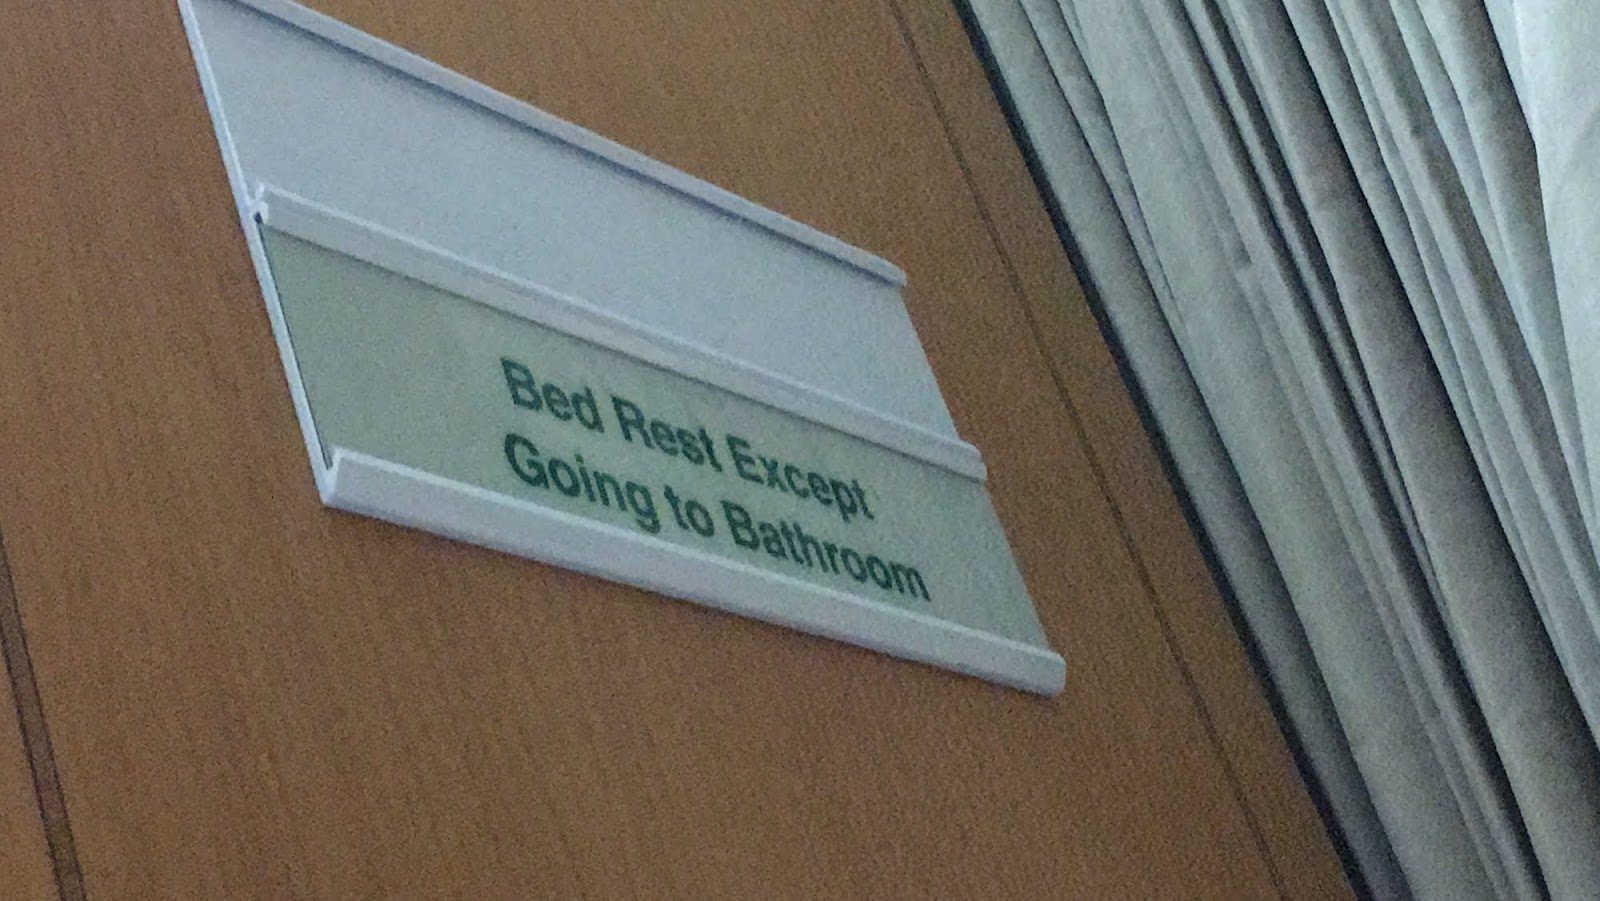 Bed Rest Except
Going to Bathroom